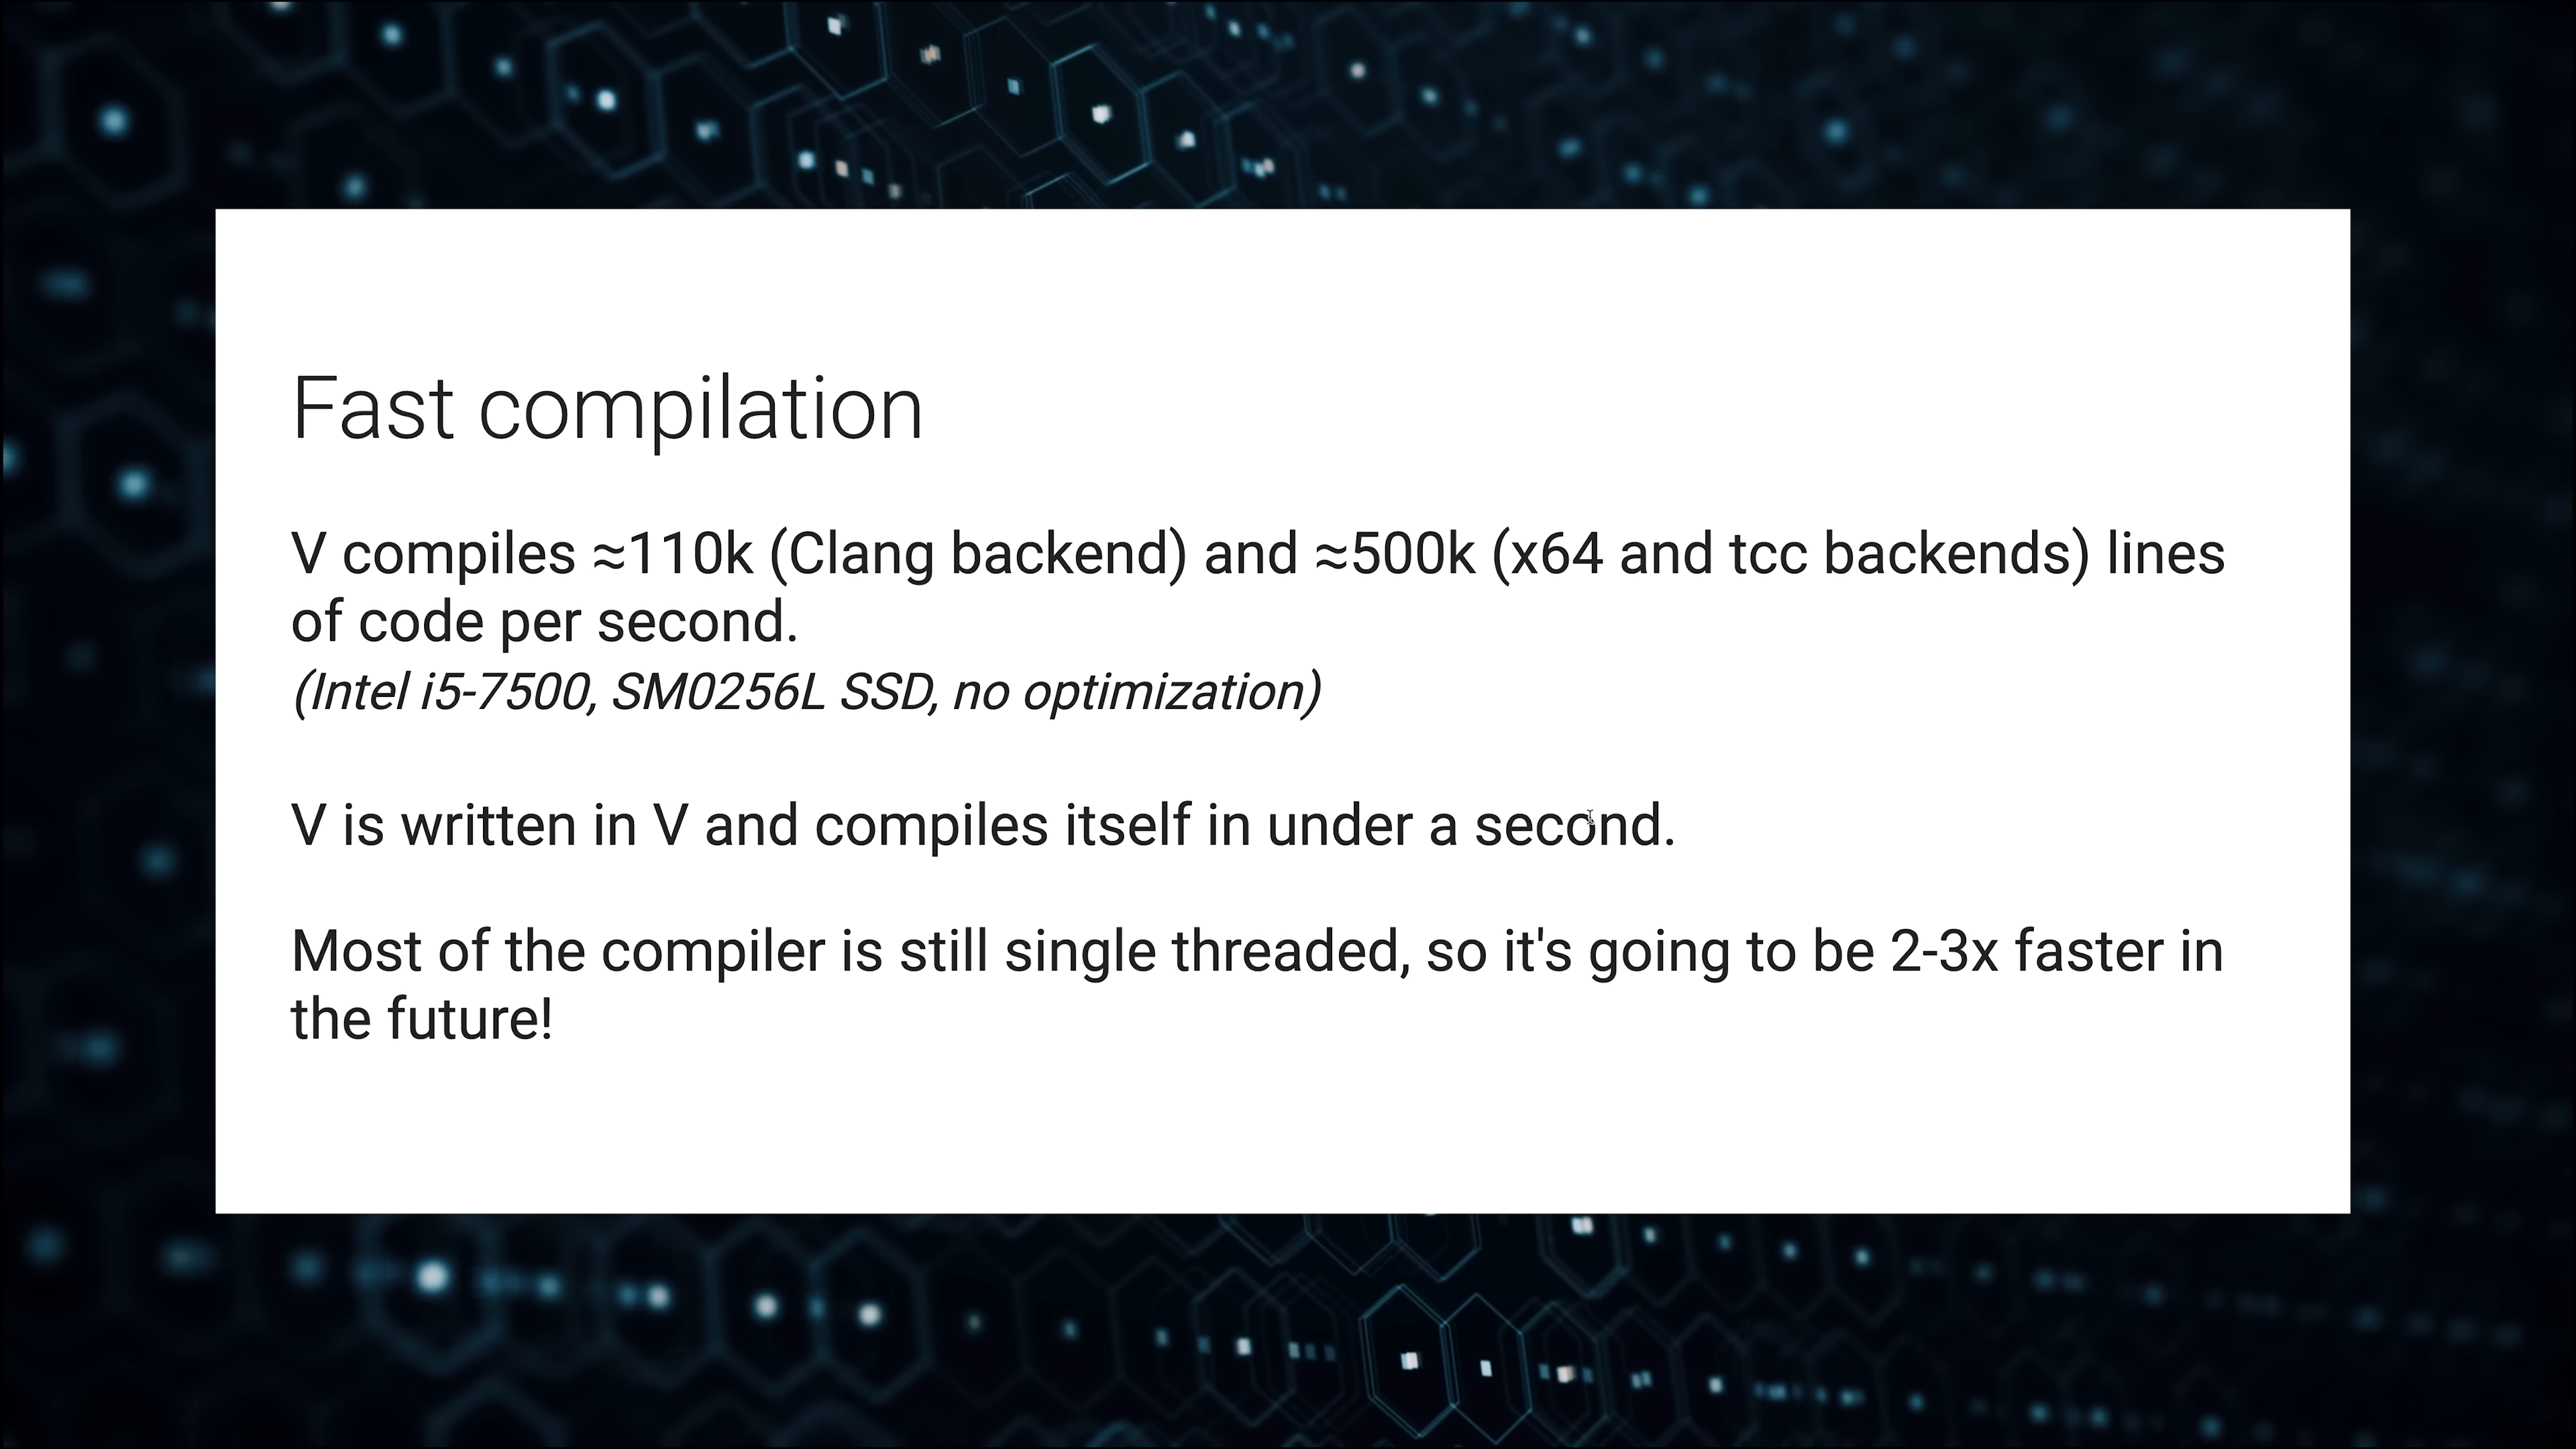 Fast compilation
V compiles ≈110k (Clang backend) and ≈500k (x64 and tcc backends) lines
of code per second.
(Intel i5-7500, SM0256L SSD, no optimization)
V is written in V and compiles itself in under a second.
Most of the compiler is still single threaded, so it's going to be 2-3x faster in
the future!